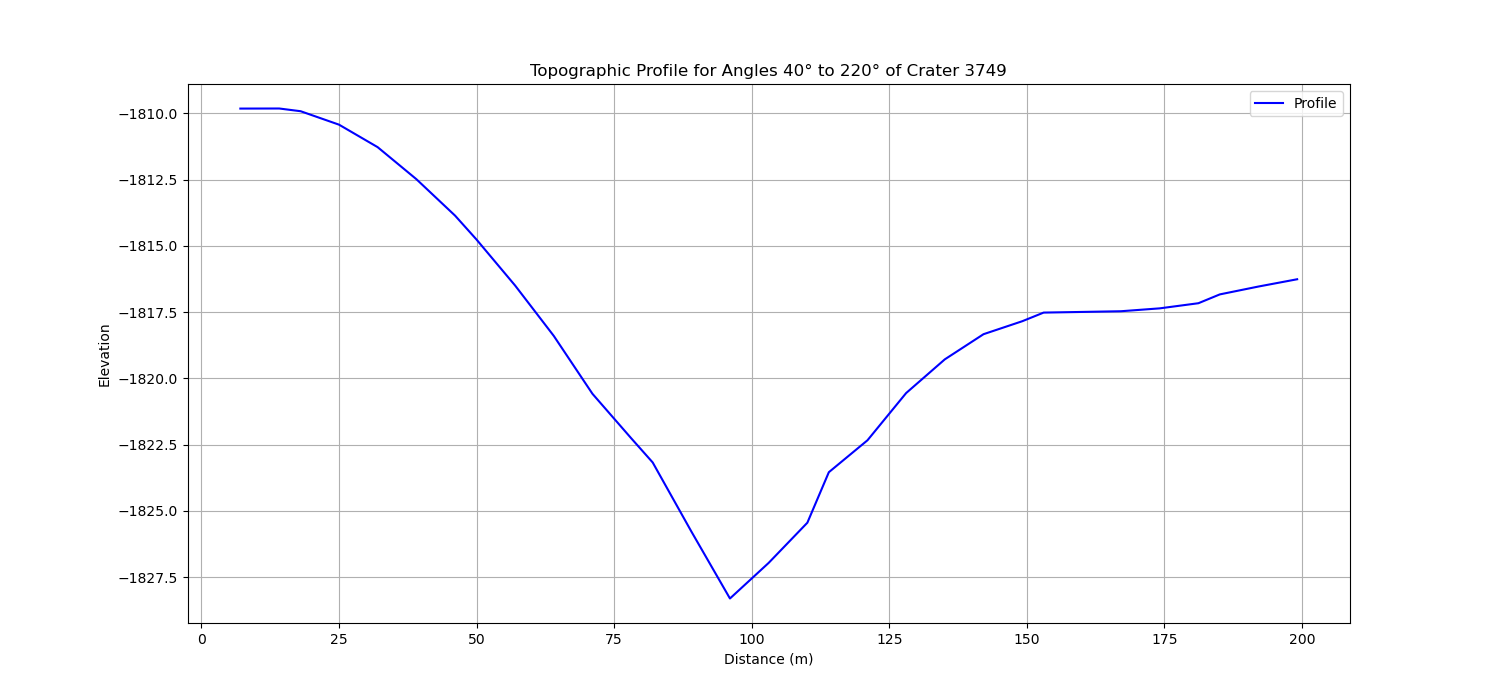 Topographic Profile for Angles 40° to 220° of Crater 3749
Profile
Elevation
−1810.0
−1812.5
−1815.0
−1817.5
−1820.0
−1822.5
−1825.0
−1827.5
0 25 50 75 100 125 150 175 200
Distance (m)